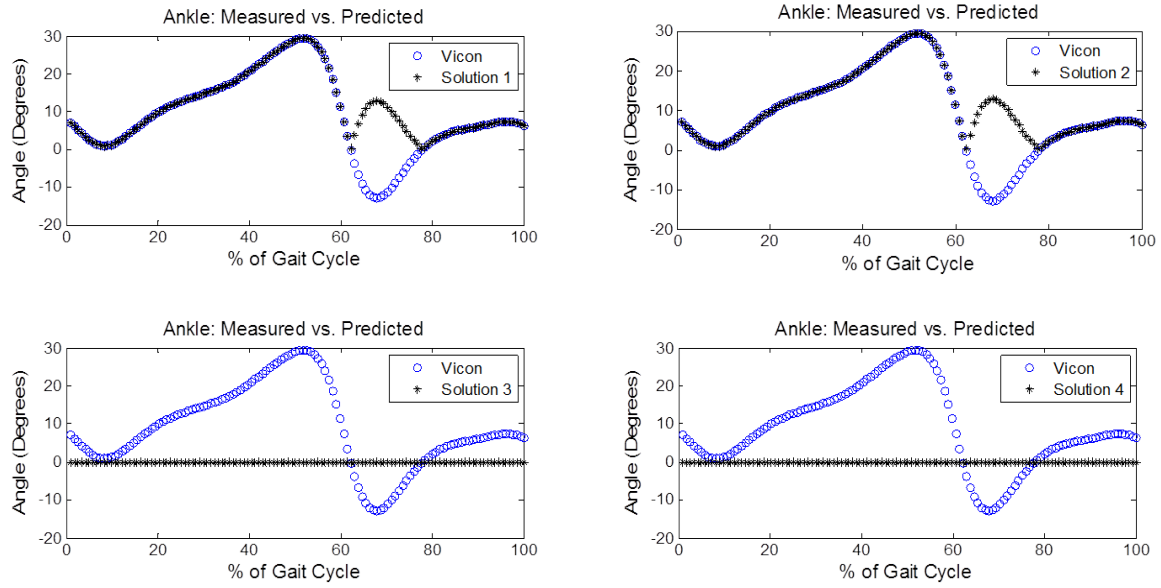 Ankle: Measured vs. Predicted
30
20
10
0
-10
-20
Angle (Degrees)
Vicon
Solution 1
0 20 40 60 80 100
% of Gait Cycle
Ankle: Measured vs. Predicted
30
20
10
0
-10
-20
Angle (Degrees)
Vicon
Solution 2
0 20 40 60 80 100
% of Gait Cycle
Ankle: Measured vs. Predicted
30
20
10
0
-10
-20
Angle (Degrees)
Vicon
Solution 3
0 20 40 60 80 100
% of Gait Cycle
Ankle: Measured vs. Predicted
30
20
10
0
-10
-20
Angle (Degrees)
Vicon
Solution 4
0 20 40 60 80 100
% of Gait Cycle